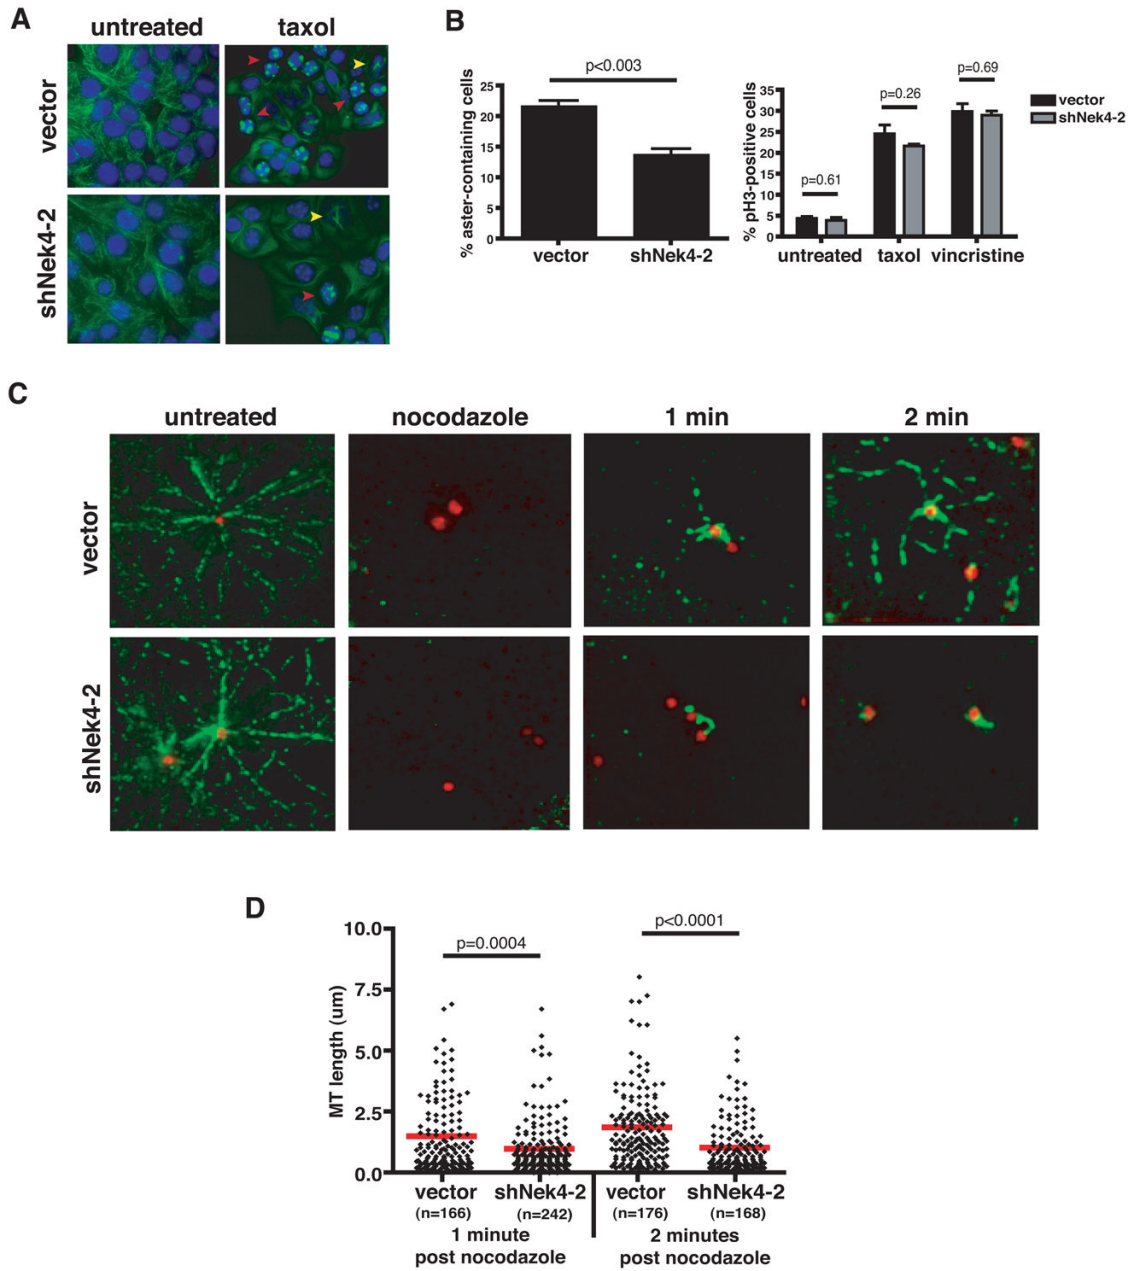 A
untreated
taxol
vector
shNek4-2
B
p<0.003
% aster-containing cells
25
20
15
10
5
0
vector
shNek4-2
% pH3-positive cells
35
30
25
20
15
10
5
0
p=0.61
p=0.26
p=0.69
untreated
taxol
vincristine
vector
shNek4-2
C
untreated
nocodazole
1 min
2 min
vector
shNek4-2
D
MT length (um)
10.0
7.5
5.0
2.5
0.0
p=0.0004
p<0.0001
vector
shNek4-2
vector
shNek4-2
(n=166)
(n=242)
(n=176)
(n=168)
1 minute
post nocodazole
2 minutes
post nocodazole